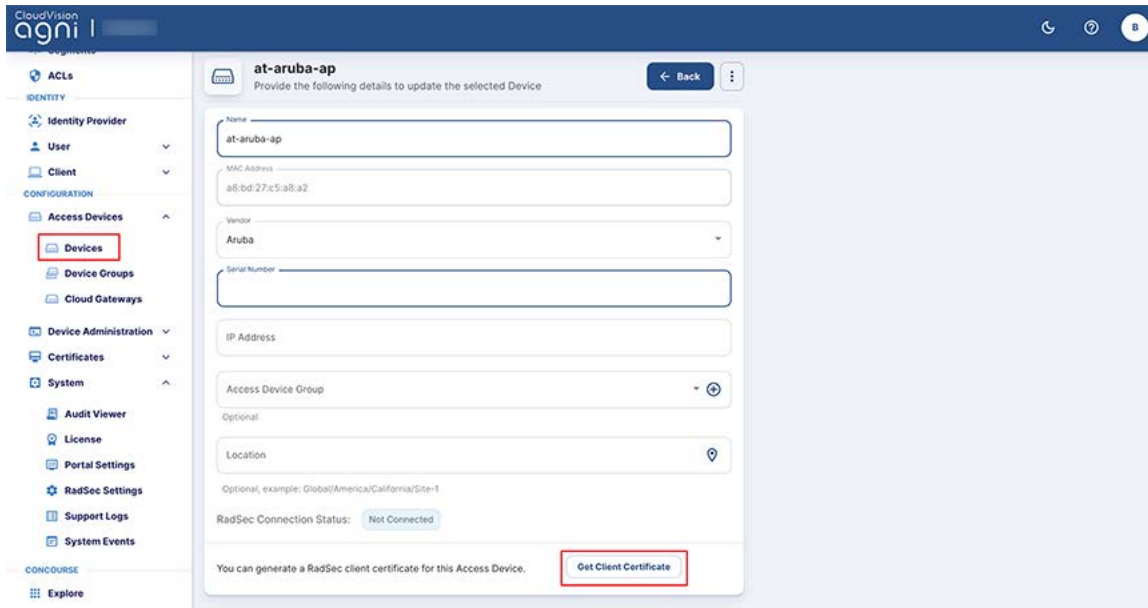 CloudVision
agni |
B
Segments
ACLs
IDENTITY
Identity Provider
User
Client
CONFIGURATION
Access Devices
Devices
Device Groups
Cloud Gateways
Device Administration
Certificates
System
Audit Viewer
License
Portal Settings
RadSec Settings
Support Logs
System Events
CONCOURSE
Explore
at-aruba-ap
Provide the following details to update the selected Device
← Back
Name
at-aruba-ap
MAC Address
a8:bd:27:c5:a8:a2
Vendor
Aruba
Serial Number
IP Address
Access Device Group
Optional
Location
Optional, example: Global/America/California/Site-1
RadSec Connection Status: Not Connected
You can generate a RadSec client certificate for this Access Device. Get Client Certificate